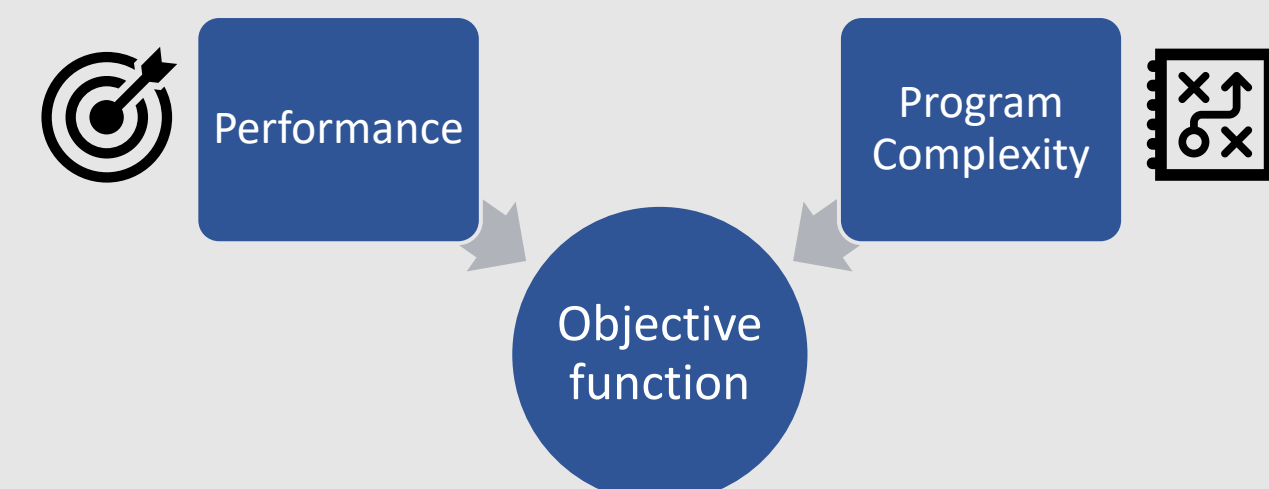 Performance
Program
Complexity
Objective
function